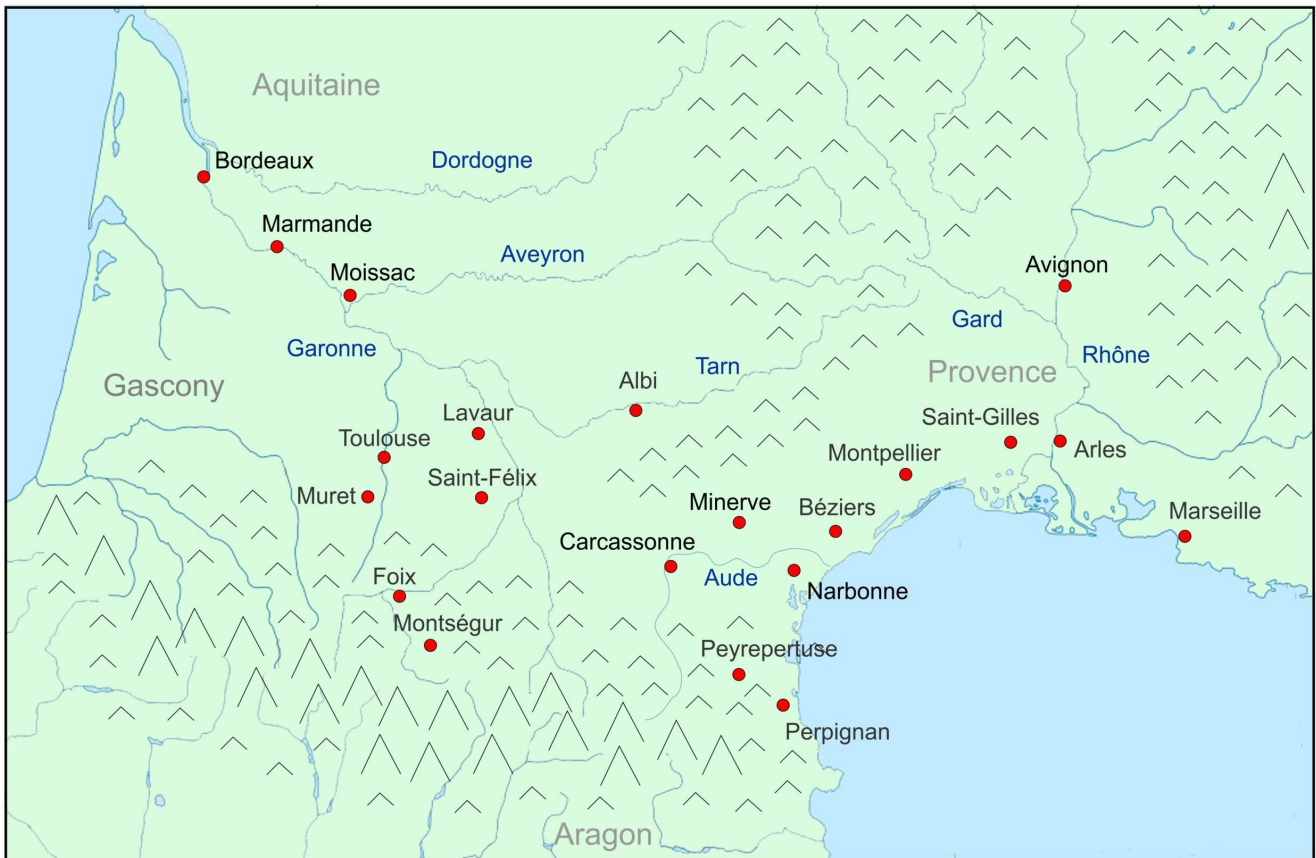 Aquitaine
Bordeaux
Dordogne
Marmande
Aveyron
Moissac
Avignon
Gard
Garonne
Rhône
Tarn
Provence
Gascony
Albi
Lavaur
Saint-Gilles
Toulouse
Arles
Montpellier
Saint-Félix
Muret
Minerve
Béziers
Marseille
Carcassonne
Foix
Aude
Narbonne
Montségur
Peyrepertuse
Perpignan
Aragon